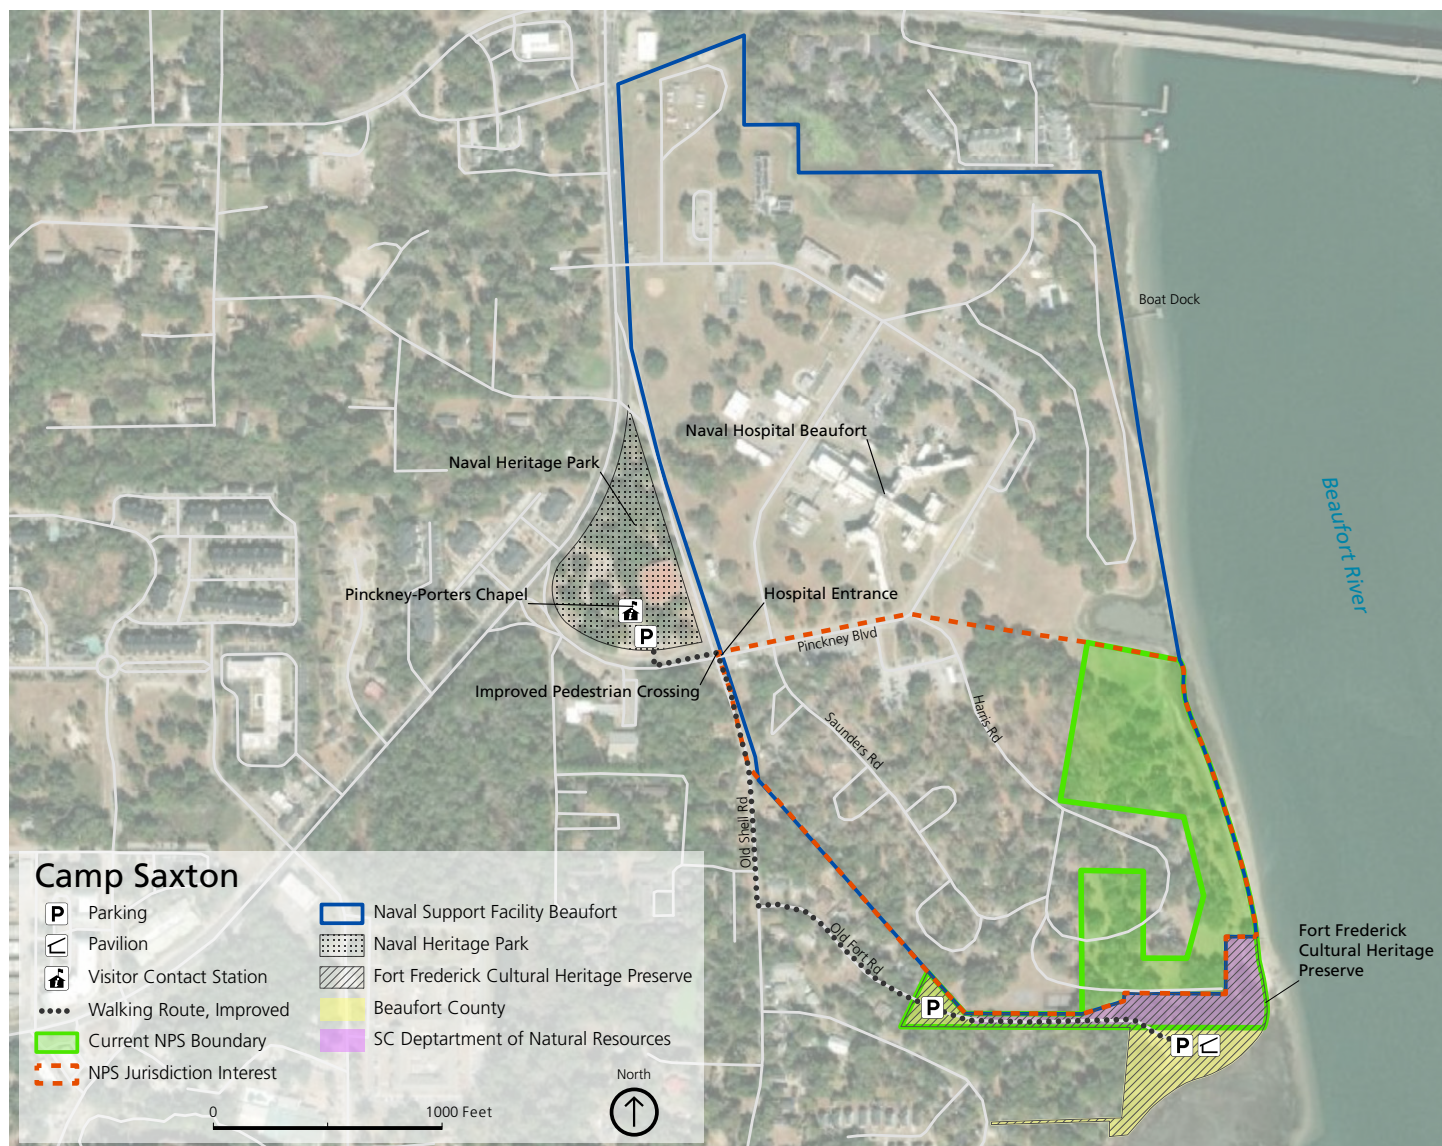 Boat Dock
Naval Hospital Beaufort
Naval Heritage Park
Beaufort River
Pinckney-Porters Chapel
Hospital Entrance
P
Pinckney Blvd
Improved Pedestrian Crossing
Harris Rd
Saunders Rd
Old Shell Rd
Old Fort Rd
Fort Frederick
Cultural Heritage
Preserve
P
P
Camp Saxton
P Parking
Pavilion
Visitor Contact Station
Walking Route, Improved
Current NPS Boundary
NPS Jurisdiction Interest
Naval Support Facility Beaufort
Naval Heritage Park
Fort Frederick Cultural Heritage Preserve
Beaufort County
SC Deptartment of Natural Resources
North
0 1000 Feet